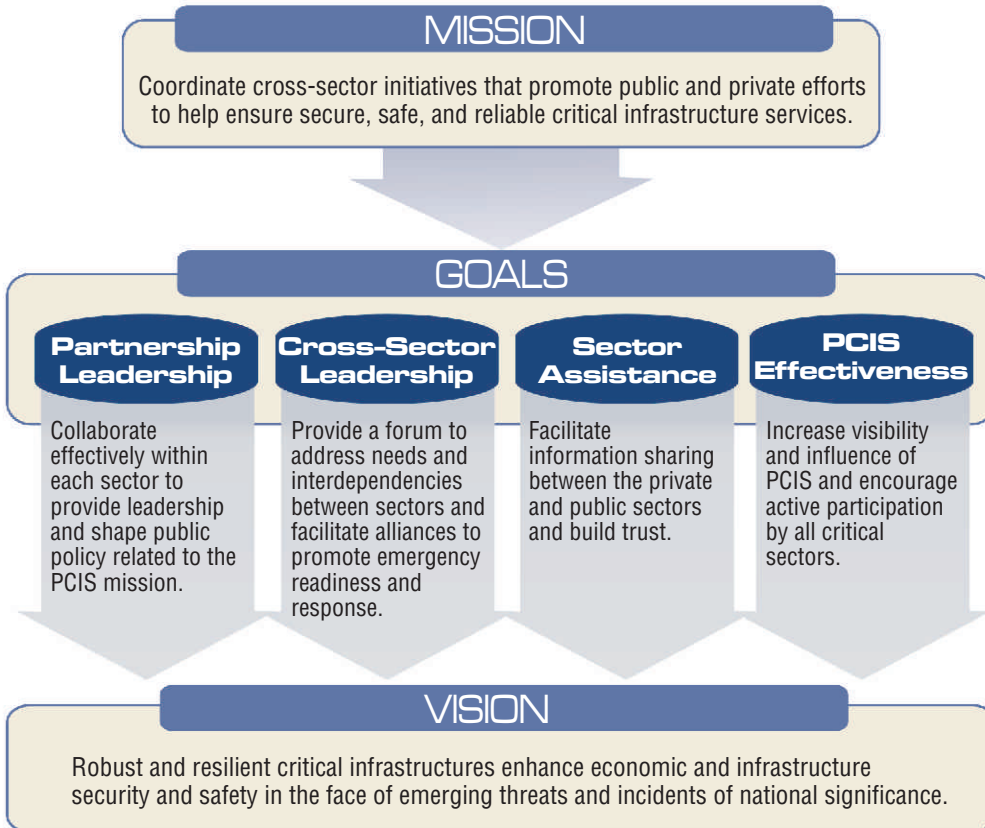 MISSION
Coordinate cross-sector initiatives that promote public and private efforts
to help ensure secure, safe, and reliable critical infrastructure services.
GOALS
Partnership
Leadership
Collaborate
effectively within
each sector to
provide leadership
and shape public
policy related to the
PCIS mission.
Cross-Sector
Leadership
Provide a forum to
address needs and
interdependencies
between sectors and
facilitate alliances to
promote emergency
readiness and
response.
Sector
Assistance
Facilitate
information sharing
between the private
and public sectors
and build trust.
PCIS
Effectiveness
Increase visibility
and influence of
PCIS and encourage
active participation
by all critical
sectors.
VISION
Robust and resilient critical infrastructures enhance economic and infrastructure
security and safety in the face of emerging threats and incidents of national significance.